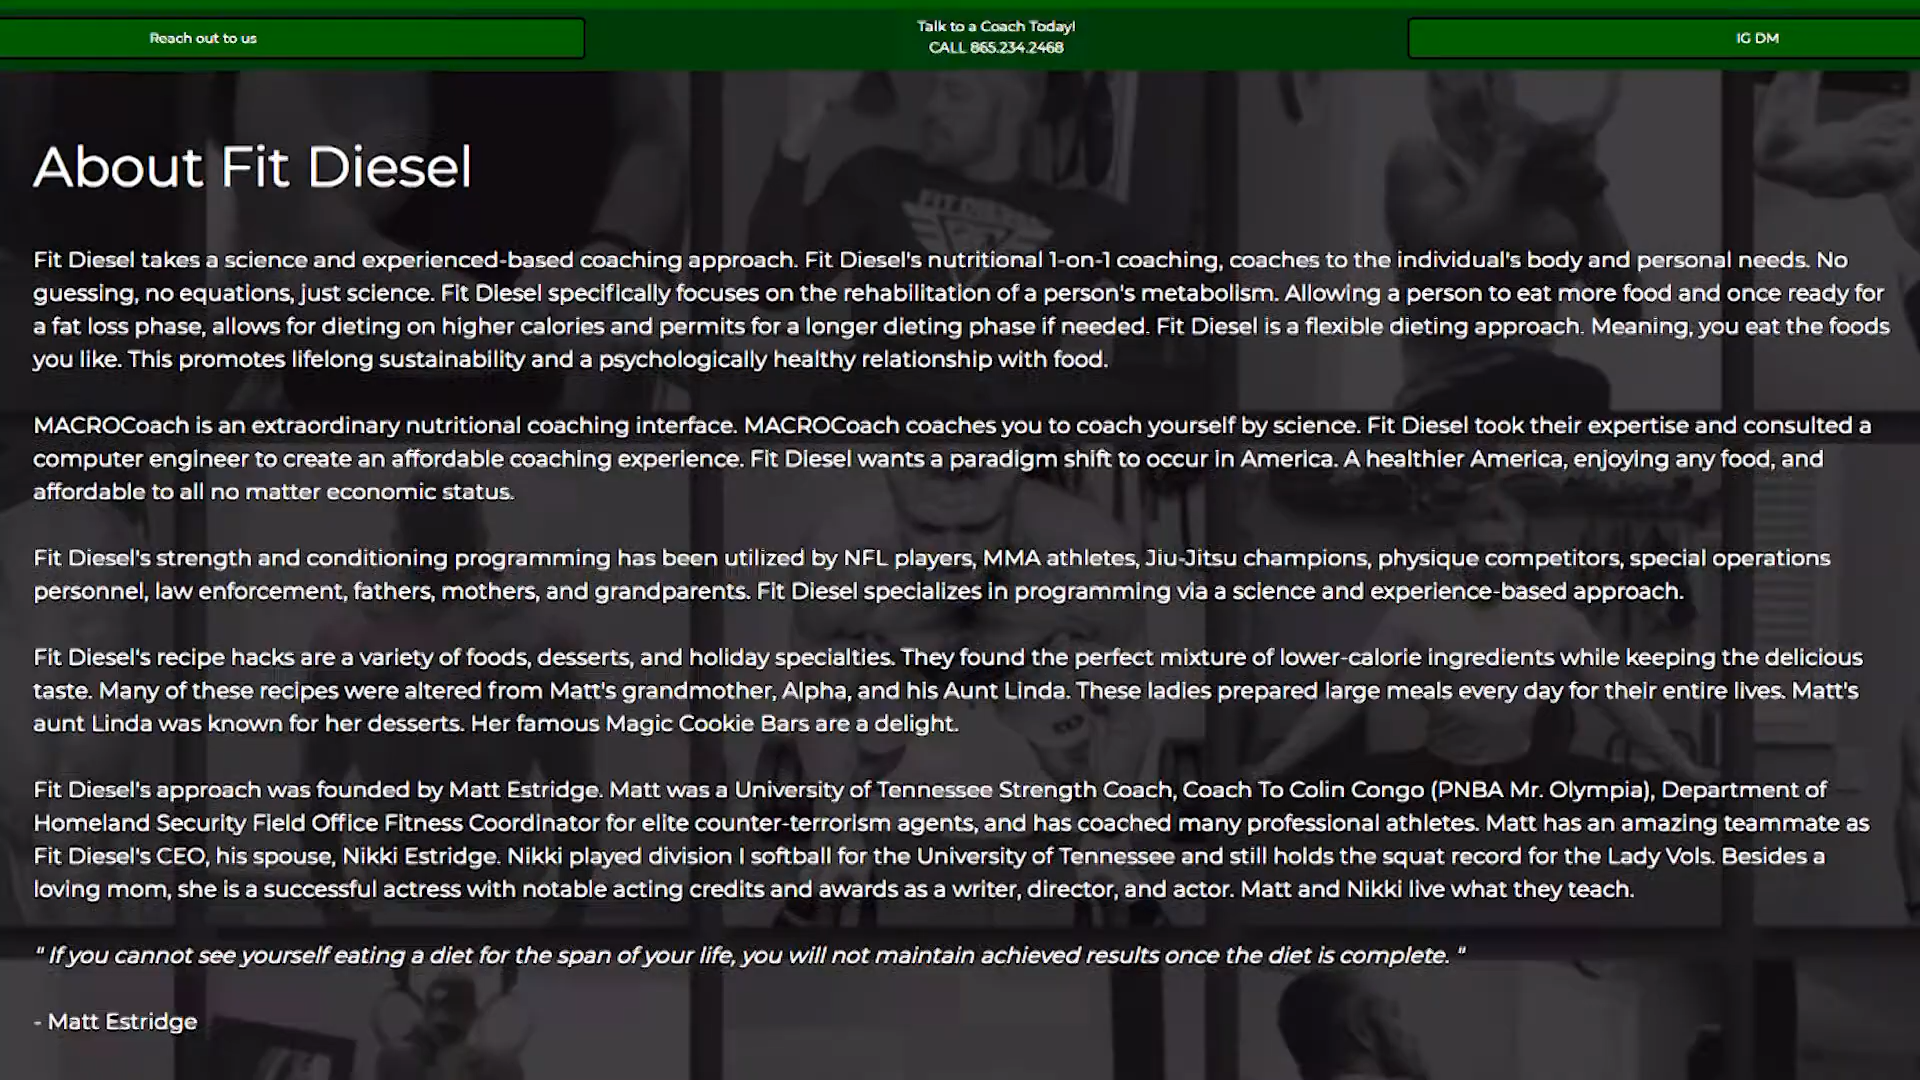 Reach out to us
Talk to a Coach Today!
CALL 865.234.2468
IG DM
About Fit Diesel
FIT DIESEL
Fit Diesel takes a science and experienced-based coaching approach. Fit Diesel's nutritional 1-on-1 coaching, coaches to the individual's body and personal needs. No
guessing, no equations, just science. Fit Diesel specifically focuses on the rehabilitation of a person's metabolism. Allowing a person to eat more food and once ready for
a fat loss phase, allows for dieting on higher calories and permits for a longer dieting phase if needed. Fit Diesel is a flexible dieting approach. Meaning, you eat the foods
you like. This promotes lifelong sustainability and a psychologically healthy relationship with food.
MACROCoach is an extraordinary nutritional coaching interface. MACROCoach coaches you to coach yourself by science. Fit Diesel took their expertise and consulted a
computer engineer to create an affordable coaching experience. Fit Diesel wants a paradigm shift to occur in America. A healthier America, enjoying any food, and
affordable to all no matter economic status.
Fit Diesel's strength and conditioning programming has been utilized by NFL players, MMA athletes, Jiu-Jitsu champions, physique competitors, special operations
personnel, law enforcement, fathers, mothers, and grandparents. Fit Diesel specializes in programming via a science and experience-based approach.
Fit Diesel's recipe hacks are a variety of foods, desserts, and holiday specialties. They found the perfect mixture of lower-calorie ingredients while keeping the delicious
taste. Many of these recipes were altered from Matt's grandmother, Alpha, and his Aunt Linda. These ladies prepared large meals every day for their entire lives. Matt's
aunt Linda was known for her desserts. Her famous Magic Cookie Bars are a delight.
Fit Diesel's approach was founded by Matt Estridge. Matt was a University of Tennessee Strength Coach, Coach To Colin Congo (PNBA Mr. Olympia), Department of
Homeland Security Field Office Fitness Coordinator for elite counter-terrorism agents, and has coached many professional athletes. Matt has an amazing teammate as
Fit Diesel's CEO, his spouse, Nikki Estridge. Nikki played division I softball for the University of Tennessee and still holds the squat record for the Lady Vols. Besides a
loving mom, she is a successful actress with notable acting credits and awards as a writer, director, and actor. Matt and Nikki live what they teach.
" If you cannot see yourself eating a diet for the span of your life, you will not maintain achieved results once the diet is complete. "
- Matt Estridge